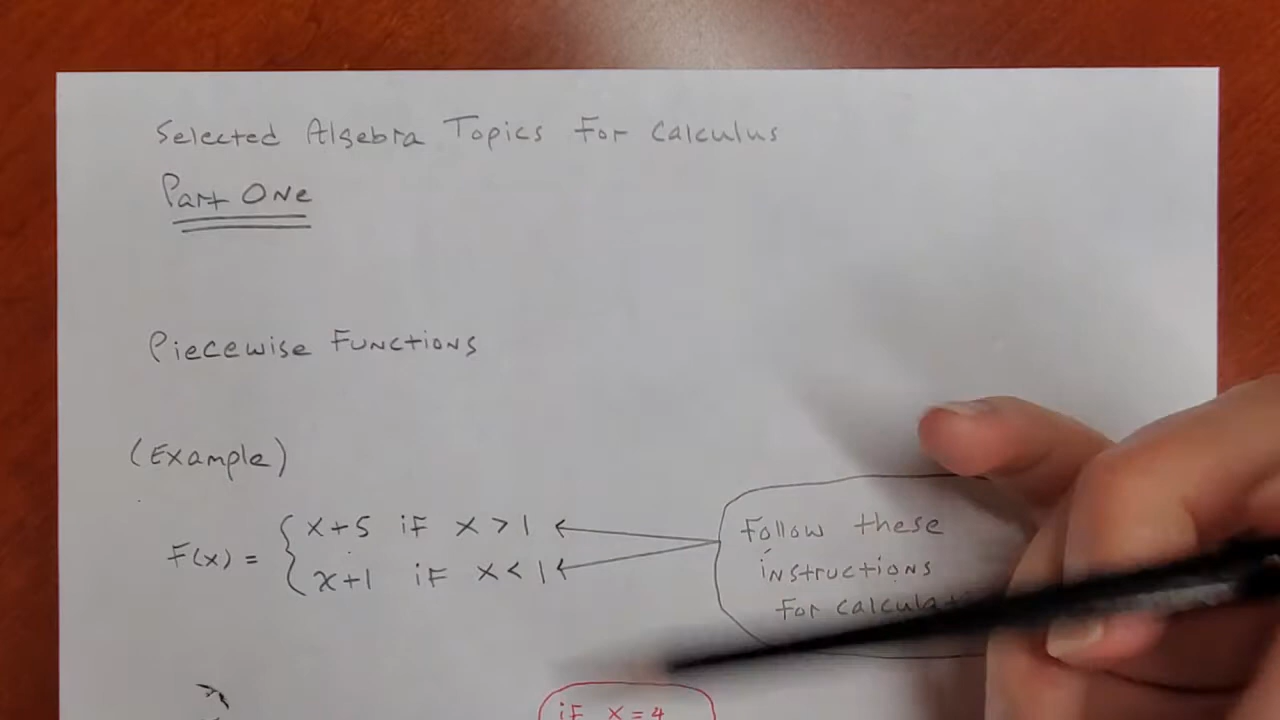 Selected Algebra Topics For Calculus
Part One
Piecewise Functions
(Example)
F(x) = { x+5 if x > 1
x+1 if x < 1
Follow these
instructions
For
if x = 4